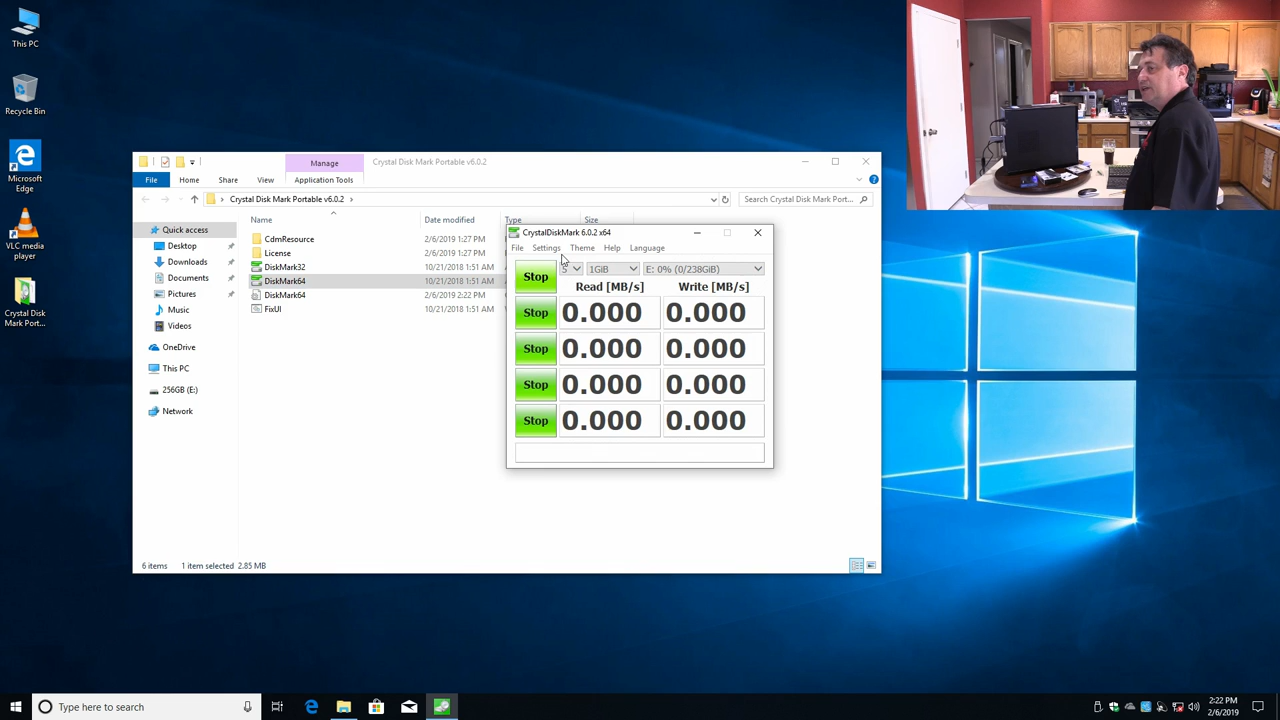 This PC
Recycle Bin
Microsoft
Edge
VLC media
player
Crystal Disk
Mark Port...
Manage
Crystal Disk Mark Portable v6.0.2
File
Home
Share
View
Application Tools
Crystal Disk Mark Portable v6.0.2
Search Crystal Disk Mark Port...
Quick access
Desktop
Downloads
Documents
Pictures
Music
Videos
OneDrive
This PC
256GB (E:)
Network
Name
Date modified
Type
Size
CdmResource
2/6/2019 1:27 PM
License
2/6/2019 1:27 PM
DiskMark32
10/21/2018 1:51 AM
DiskMark64
10/21/2018 1:51 AM
DiskMark64
2/6/2019 2:22 PM
FixUI
10/21/2018 1:51 AM
6 items
1 item selected 2.85 MB
CrystalDiskMark 6.0.2 x64
File
Settings
Theme
Help
Language
Stop
5
1GiB
E: 0% (0/238GiB)
Read [MB/s]
Write [MB/s]
Stop
0.000
0.000
Stop
0.000
0.000
Stop
0.000
0.000
Stop
0.000
0.000
Type here to search
2:22 PM
2/6/2019